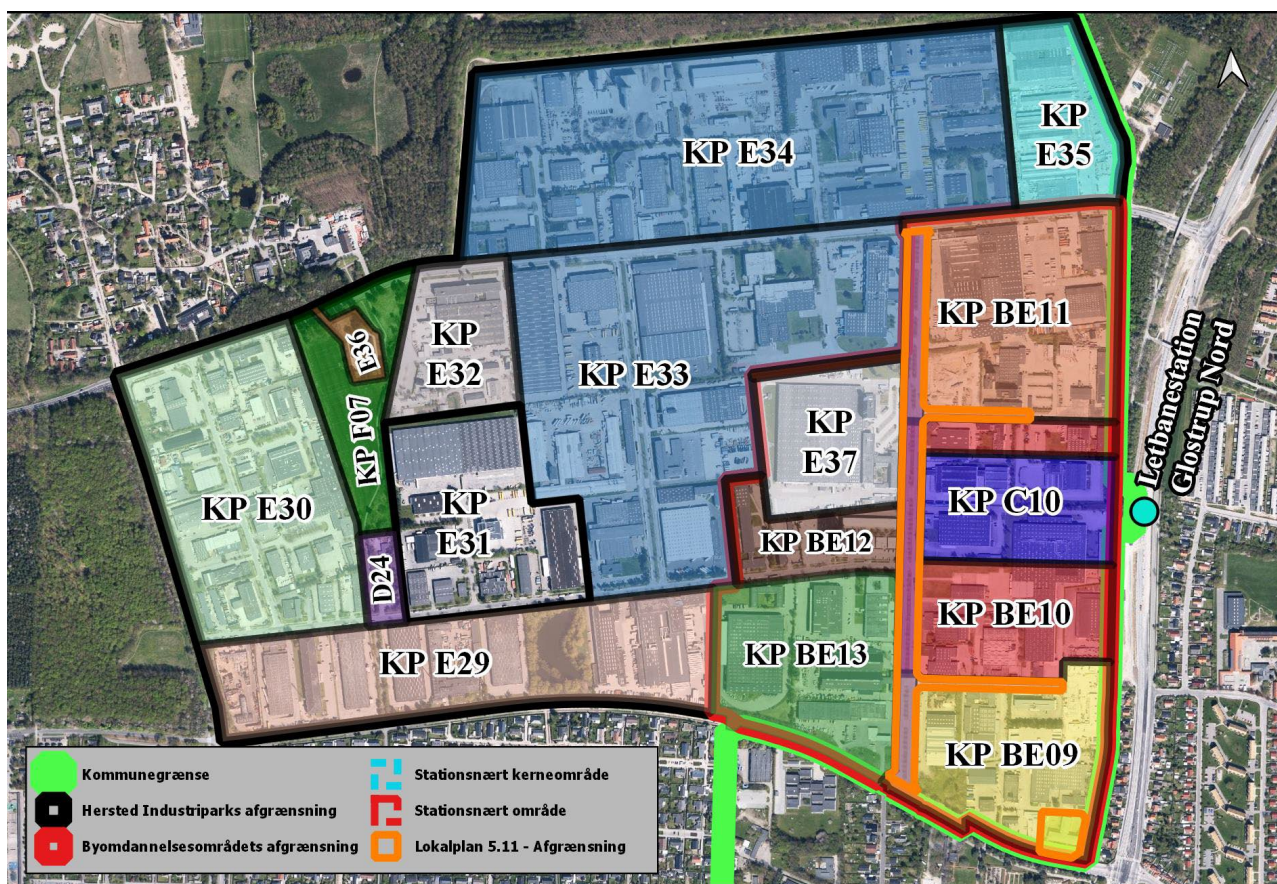 KP E34
KP
E35
KP BE11
KP
E32
E36
KP E33
KP F07
KP
E37
Letbanestation
Glostrup Nord
KP E30
KP
E31
KP C10
KP BE12
D24
KP BE10
KP E29
KP BE13
KP BE09
Kommunegrænse
Hersted Industriparks afgrænsning
Byomdannelsesområdets afgrænsning
Stationsnært kerneområde
Stationsnært område
Lokalplan 5.11 - Afgrænsning